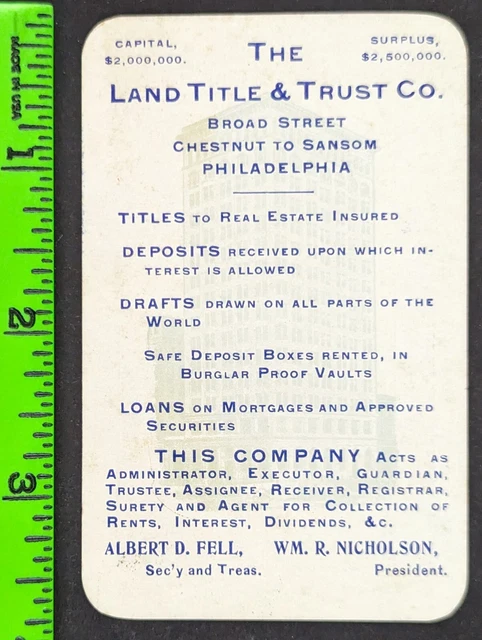 MADE IN USA
1
2
3
CAPITAL,
$2,000,000.
THE
SURPLUS,
$2,500,000.
LAND TITLE & TRUST CO.
BROAD STREET
CHESTNUT TO SANSOM
PHILADELPHIA
TITLES TO REAL ESTATE INSURED
DEPOSITS RECEIVED UPON WHICH IN-
TEREST IS ALLOWED
DRAFTS DRAWN ON ALL PARTS OF THE
WORLD
SAFE DEPOSIT BOXES RENTED, IN
BURGLAR PROOF VAULTS
LOANS ON MORTGAGES AND APPROVED
SECURITIES
THIS COMPANY ACTS AS
ADMINISTRATOR, EXECUTOR, GUARDIAN,
TRUSTEE, ASSIGNEE, RECEIVER, REGISTRAR,
SURETY AND AGENT FOR COLLECTION OF
RENTS, INTEREST, DIVIDENDS, &C.
ALBERT D. FELL, WM. R. NICHOLSON,
Sec'y and Treas. President.